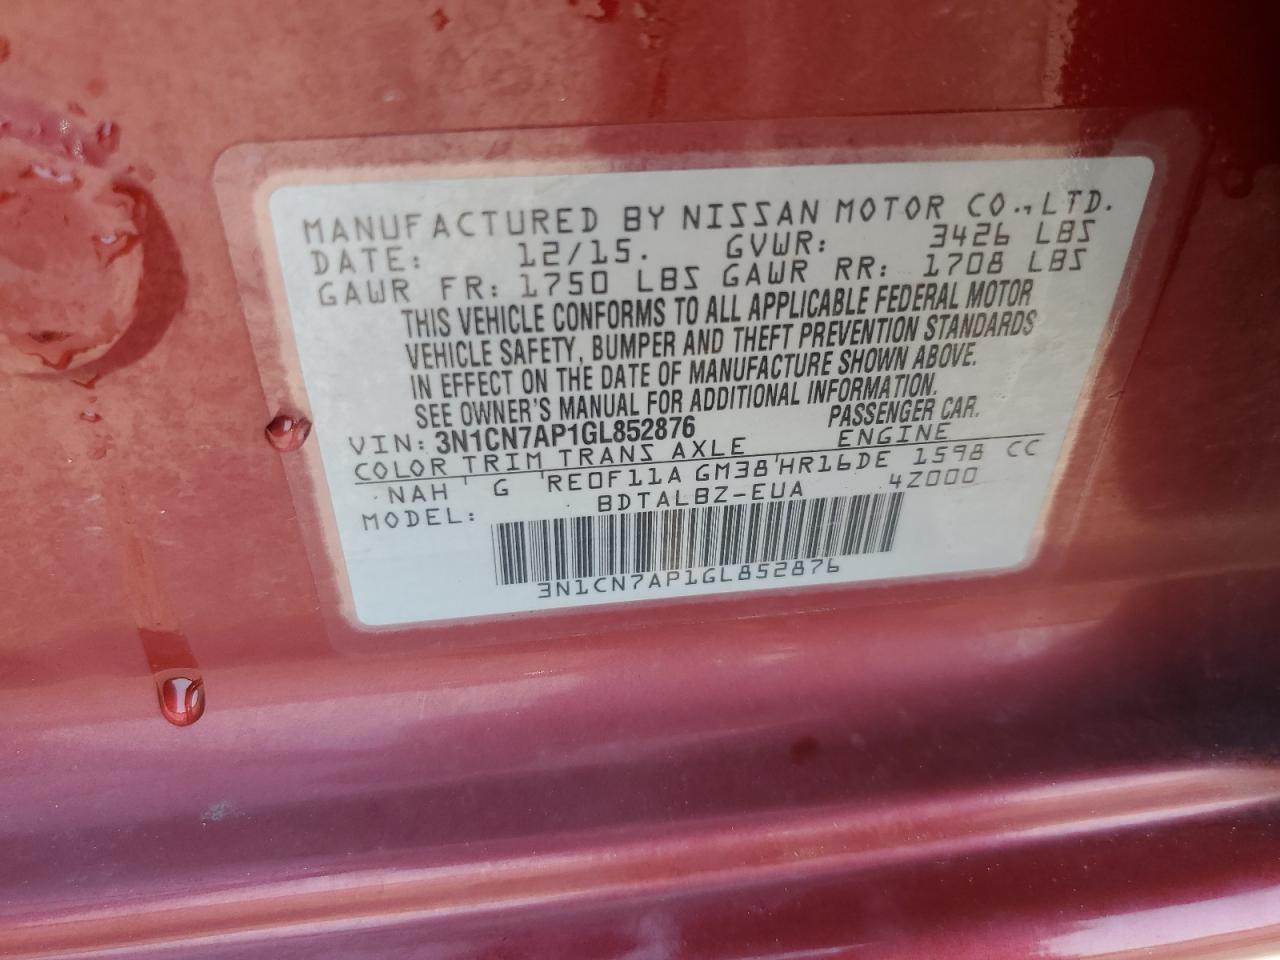 MANUFACTURED BY NISSAN MOTOR CO.,LTD.
DATE: 12/15. GVWR: 3426 LBS
GAWR FR: 1750 LBS GAWR RR: 1708 LBS
THIS VEHICLE CONFORMS TO ALL APPLICABLE FEDERAL MOTOR
VEHICLE SAFETY, BUMPER AND THEFT PREVENTION STANDARDS
IN EFFECT ON THE DATE OF MANUFACTURE SHOWN ABOVE.
SEE OWNER'S MANUAL FOR ADDITIONAL INFORMATION.
VIN: 3N1CN7AP1GL852876 PASSENGER CAR.
COLOR TRIM TRANS AXLE ENGINE
NAH G RE0F11A GM38 HR16DE 1598 CC
MODEL: BDTALBZ-EUA 4Z000
3N1CN7AP1GL852876